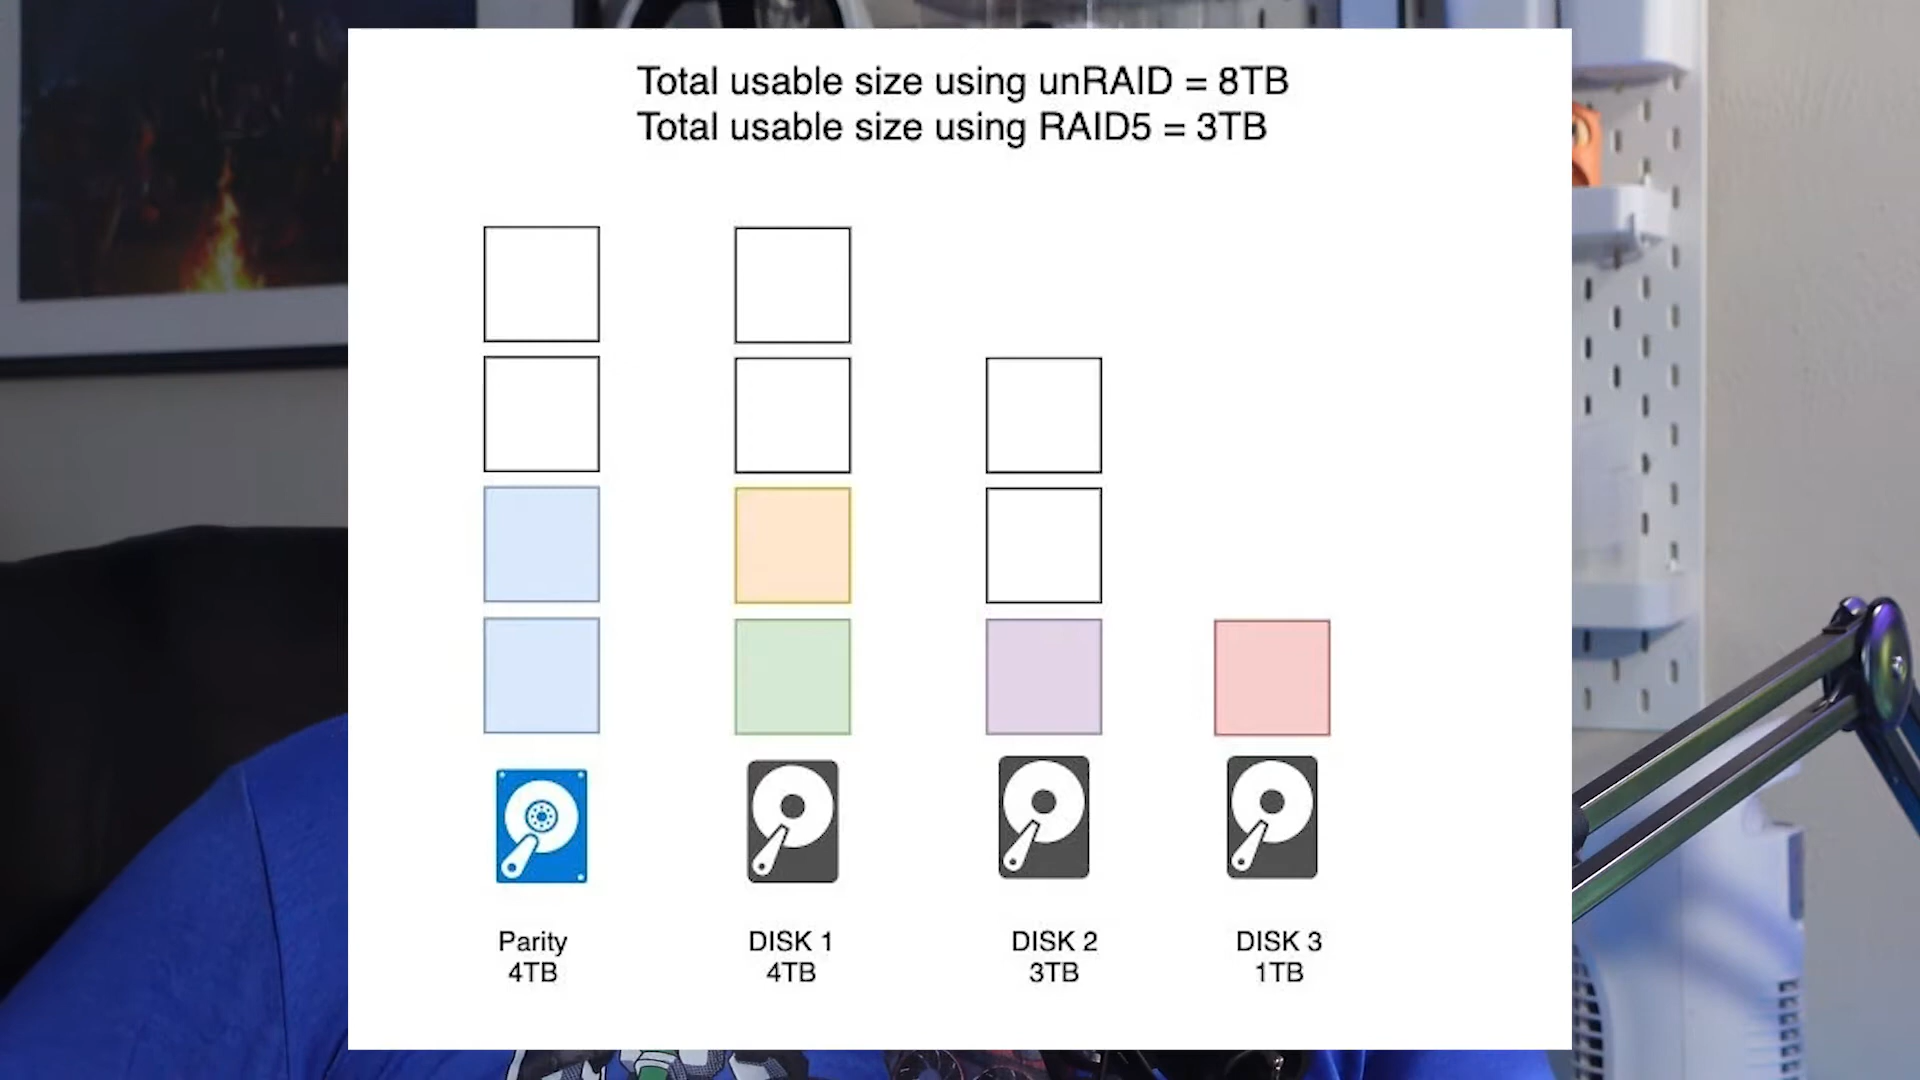 Total usable size using unRAID = 8TB
Total usable size using RAID5 = 3TB
Parity
4TB
DISK 1
4TB
DISK 2
3TB
DISK 3
1TB